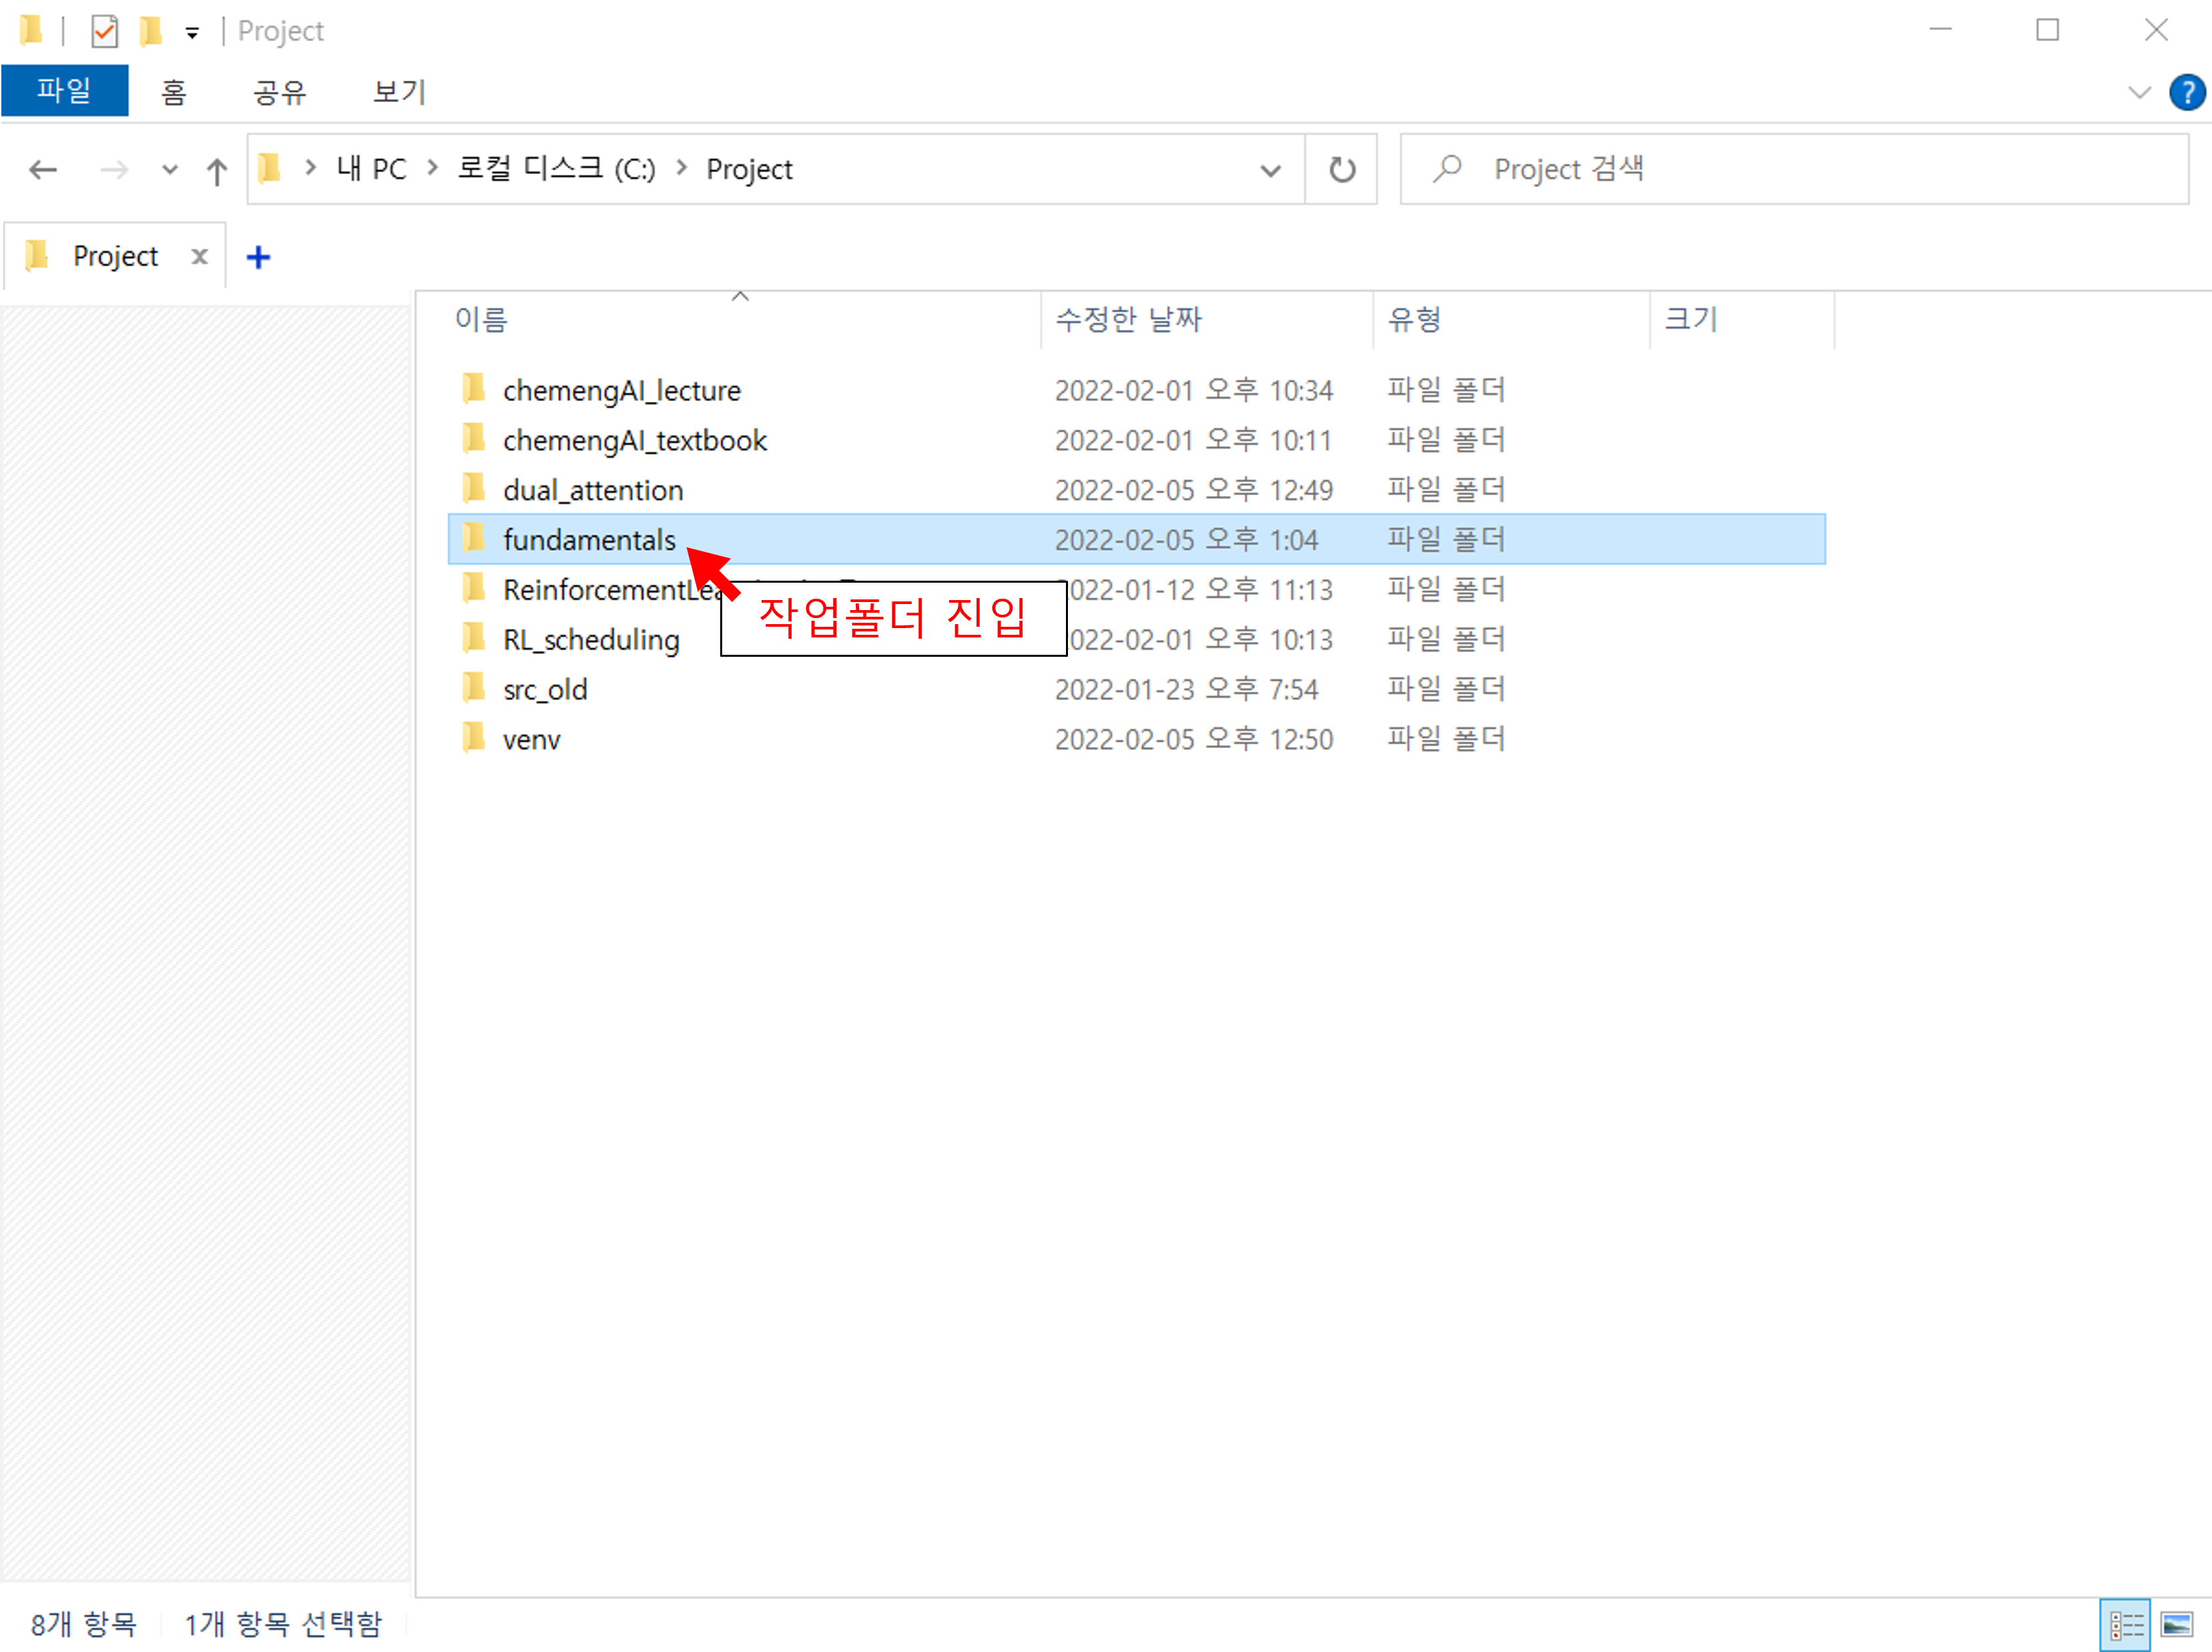 Project
파일 홈 공유 보기
내 PC 로컬 디스크 (C:) Project
Project 검색
Project
이름 수정한 날짜 유형 크기
chemengAI_lecture 2022-02-01 오후 10:34 파일 폴더
chemengAI_textbook 2022-02-01 오후 10:11 파일 폴더
dual_attention 2022-02-05 오후 12:49 파일 폴더
fundamentals 2022-02-05 오후 1:04 파일 폴더
022-01-12 오후 11:13 파일 폴더
작업폴더 진입
RL_scheduling 022-02-01 오후 10:13 파일 폴더
src_old 2022-01-23 오후 7:54 파일 폴더
venv 2022-02-05 오후 12:50 파일 폴더
8개 항목 1개 항목 선택함